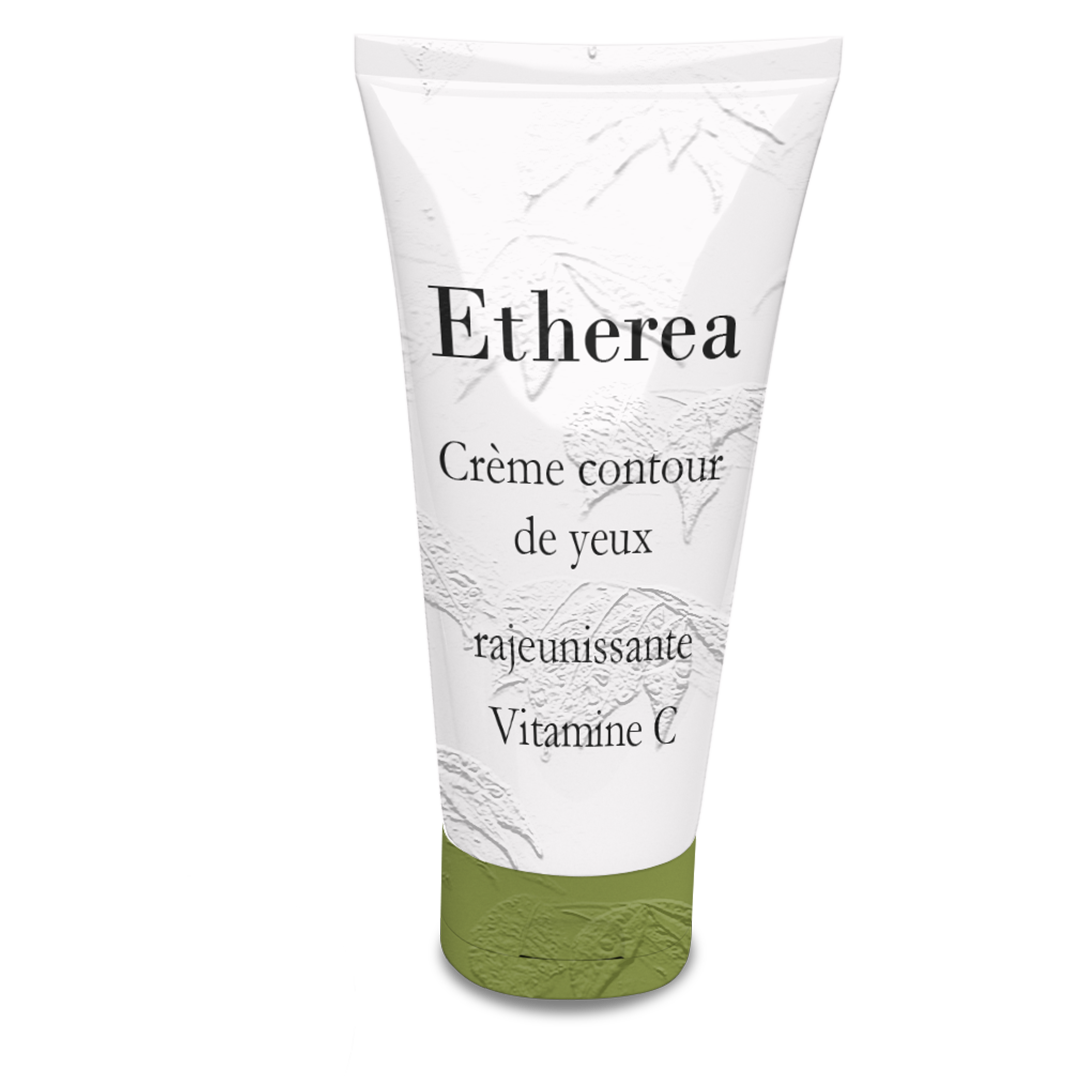 Etherea
Crème contour
de yeux
rajeunissante
Vitamine C